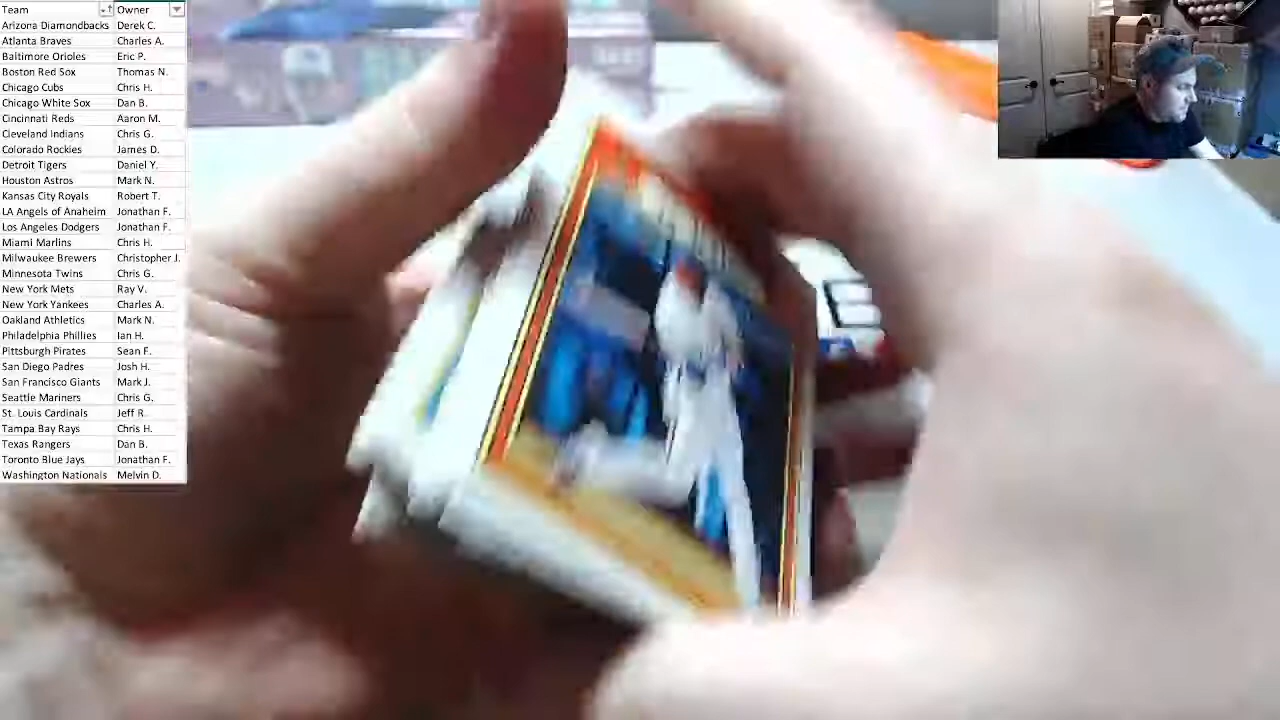 Team Owner
Arizona Diamondbacks Derek C.
Atlanta Braves Charles A.
Baltimore Orioles Eric P.
Boston Red Sox Thomas N.
Chicago Cubs Chris H.
Chicago White Sox Dan B.
Cincinnati Reds Aaron M.
Cleveland Indians Chris G.
Colorado Rockies James D.
Detroit Tigers Daniel Y.
Houston Astros Mark N.
Kansas City Royals Robert T.
LA Angels of Anaheim Jonathan F.
Los Angeles Dodgers Jonathan F.
Miami Marlins Chris H.
Milwaukee Brewers Christopher J.
Minnesota Twins Chris G.
New York Mets Ray V.
New York Yankees Charles A.
Oakland Athletics Mark N.
Philadelphia Phillies Ian H.
Pittsburgh Pirates Sean F.
San Diego Padres Josh H.
San Francisco Giants Mark J.
Seattle Mariners Chris G.
St. Louis Cardinals Jeff R.
Tampa Bay Rays Chris H.
Texas Rangers Dan B.
Toronto Blue Jays Jonathan F.
Washington Nationals Melvin D.